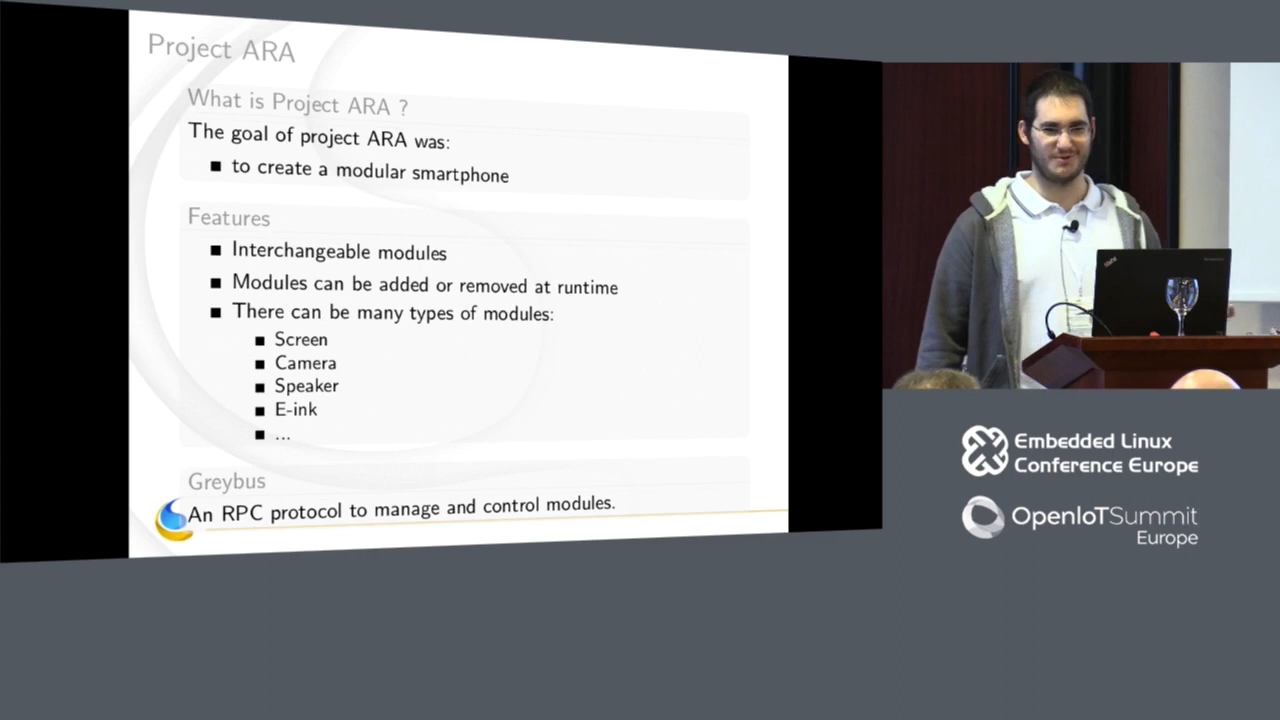 Project ARA
What is Project ARA ?
The goal of project ARA was:
to create a modular smartphone
Features
Interchangeable modules
Modules can be added or removed at runtime
There can be many types of modules:
Screen
Camera
Speaker
E-ink
...
Greybus
An RPC protocol to manage and control modules.
Embedded Linux
Conference Europe
OpenIoTSummit
Europe